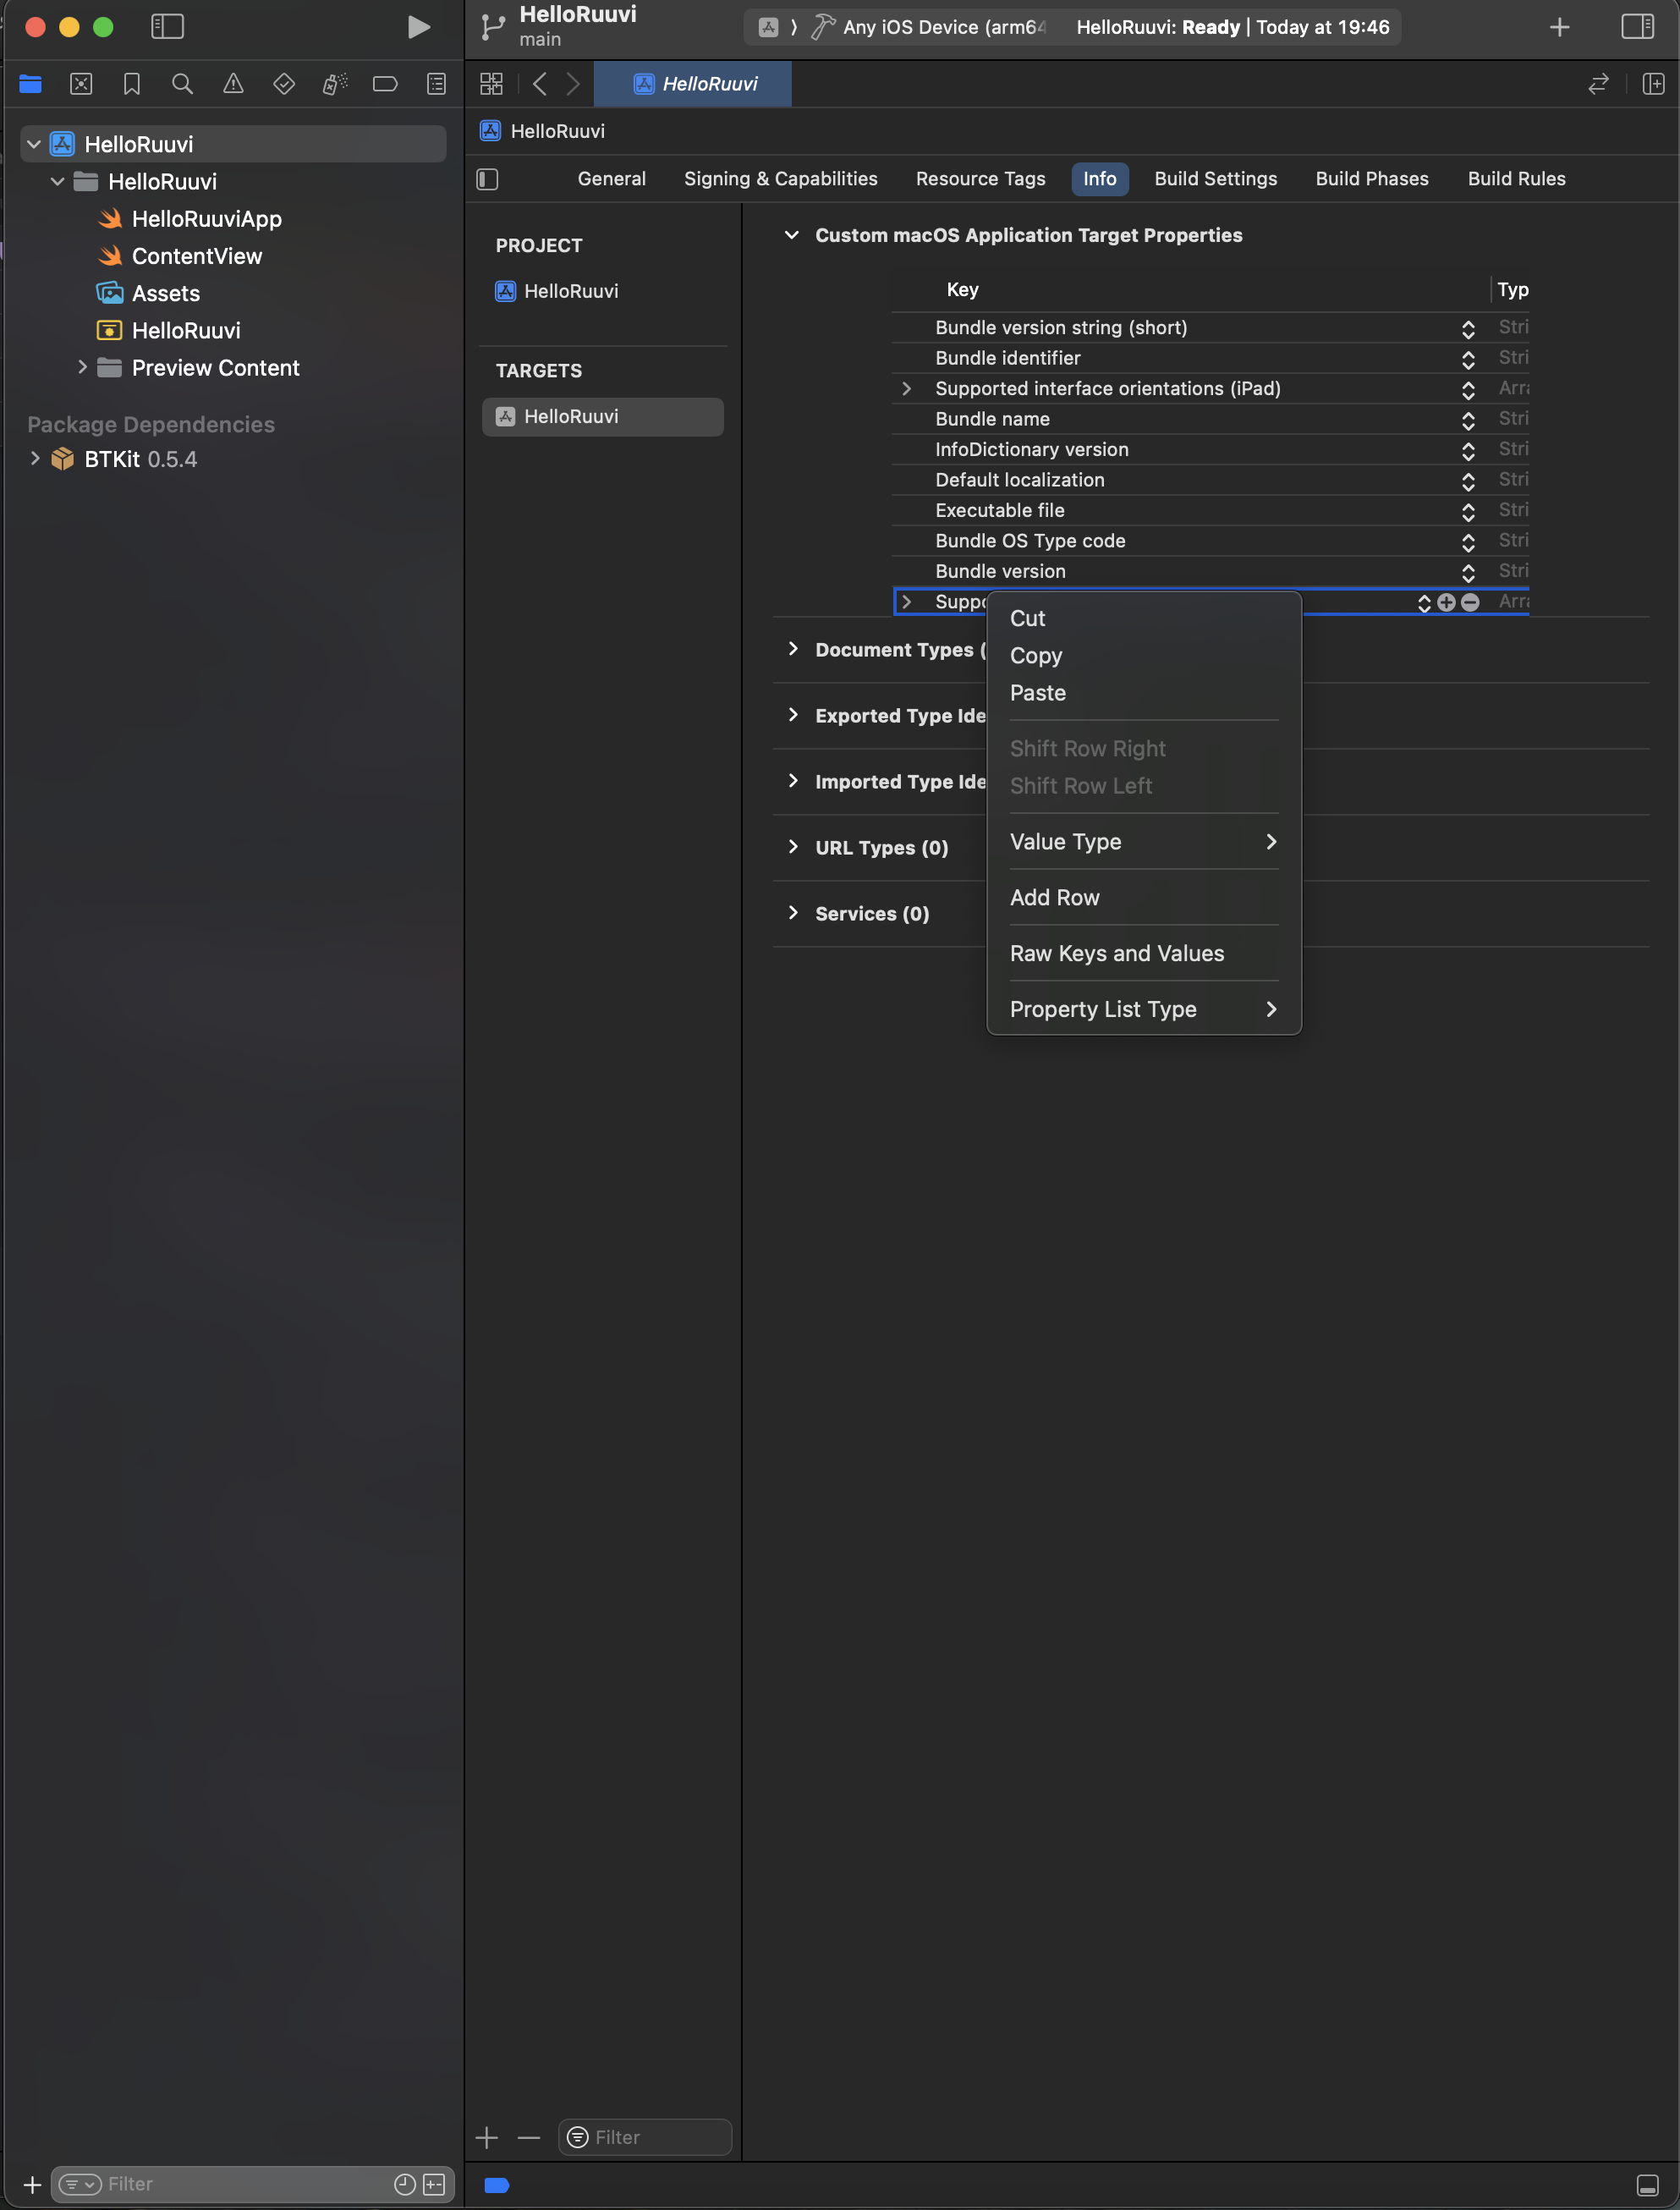 HelloRuuvi
main
Any iOS Device (arm64
HelloRuuvi: Ready | Today at 19:46
HelloRuuvi
HelloRuuvi
HelloRuuvi
HelloRuuviApp
ContentView
Assets
HelloRuuvi
Preview Content
Package Dependencies
BTKit 0.5.4
Filter
HelloRuuvi
General Signing & Capabilities Resource Tags Info Build Settings Build Phases Build Rules
PROJECT
HelloRuuvi
TARGETS
HelloRuuvi
Filter
Custom macOS Application Target Properties
Key Typ
Bundle version string (short) Stri
Bundle identifier Stri
Supported interface orientations (iPad) Arra
Bundle name Stri
InfoDictionary version Stri
Default localization Stri
Executable file Stri
Bundle OS Type code Stri
Bundle version Stri
Suppo Arra
Document Types (
Exported Type Ide
Imported Type Ide
URL Types (0)
Services (0)
Cut
Copy
Paste
Shift Row Right
Shift Row Left
Value Type
Add Row
Raw Keys and Values
Property List Type